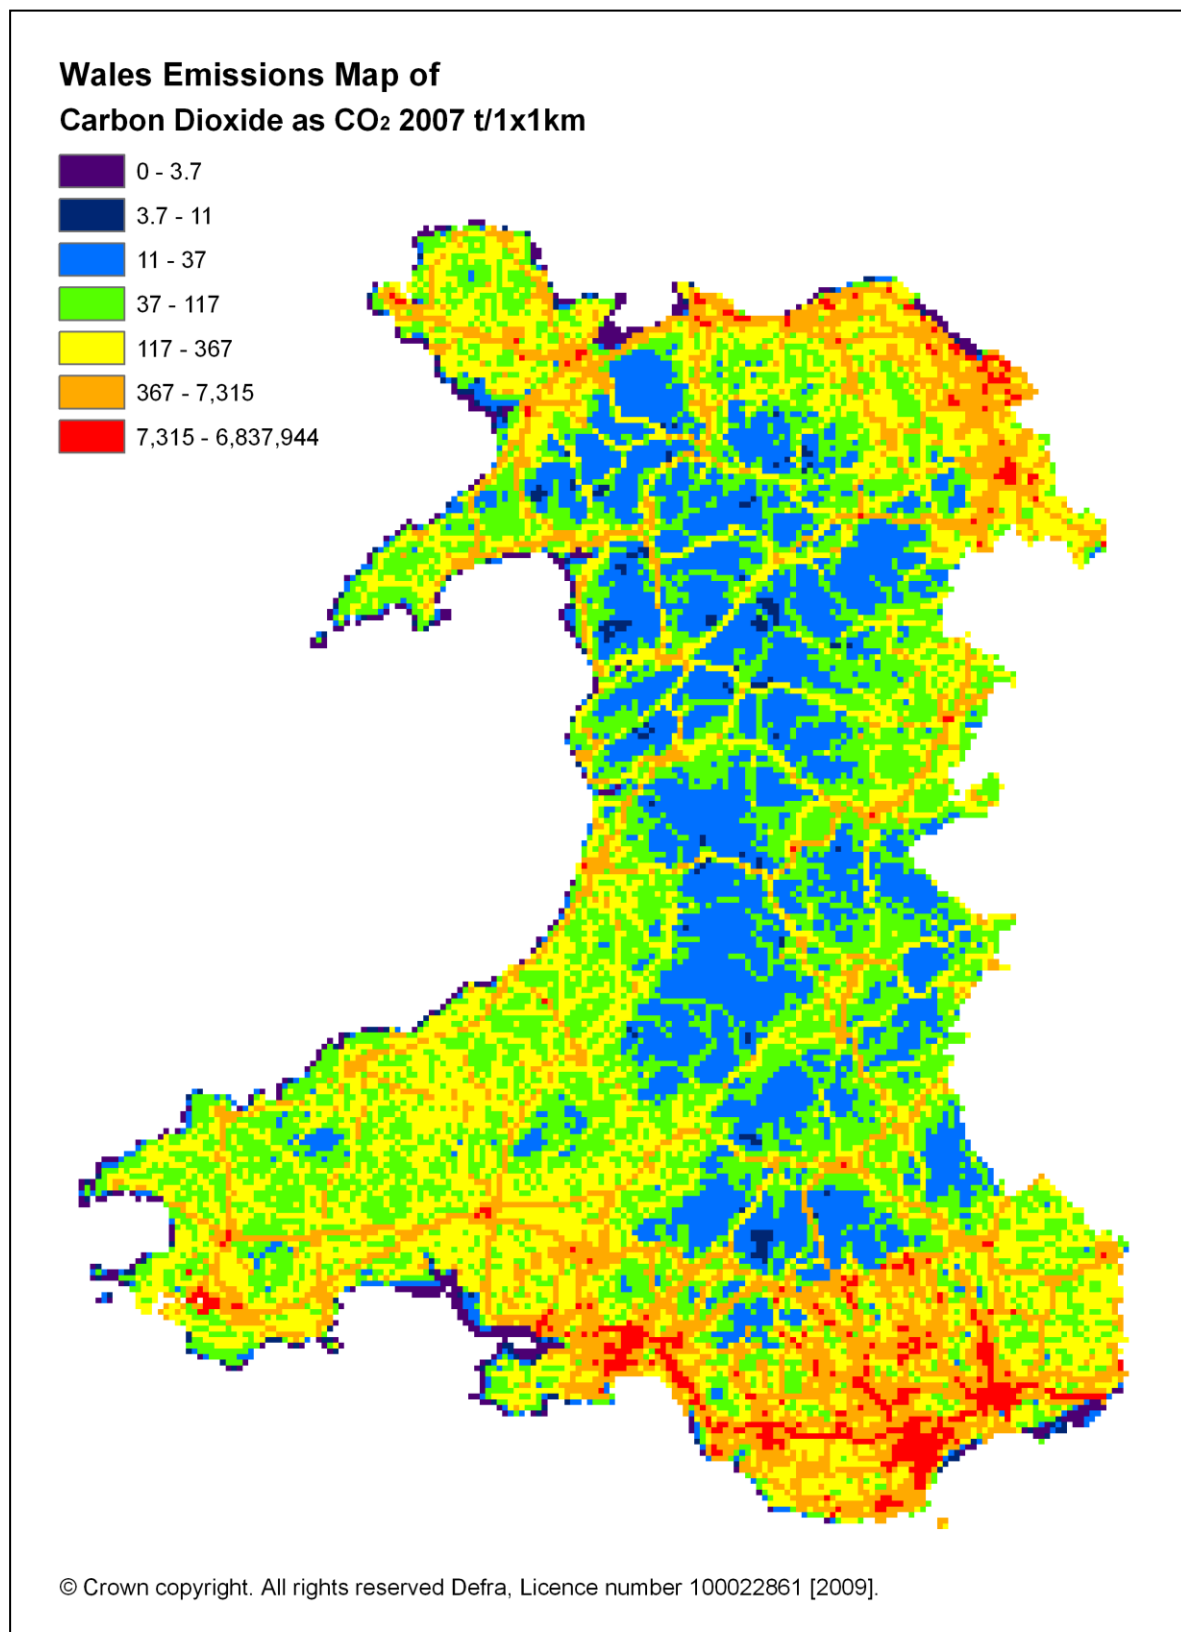 Wales Emissions Map of
Carbon Dioxide as CO₂ 2007 t/1x1km
0 - 3.7
3.7 - 11
11 - 37
37 - 117
117 - 367
367 - 7,315
7,315 - 6,837,944
© Crown copyright. All rights reserved Defra, Licence number 100022861 [2009].